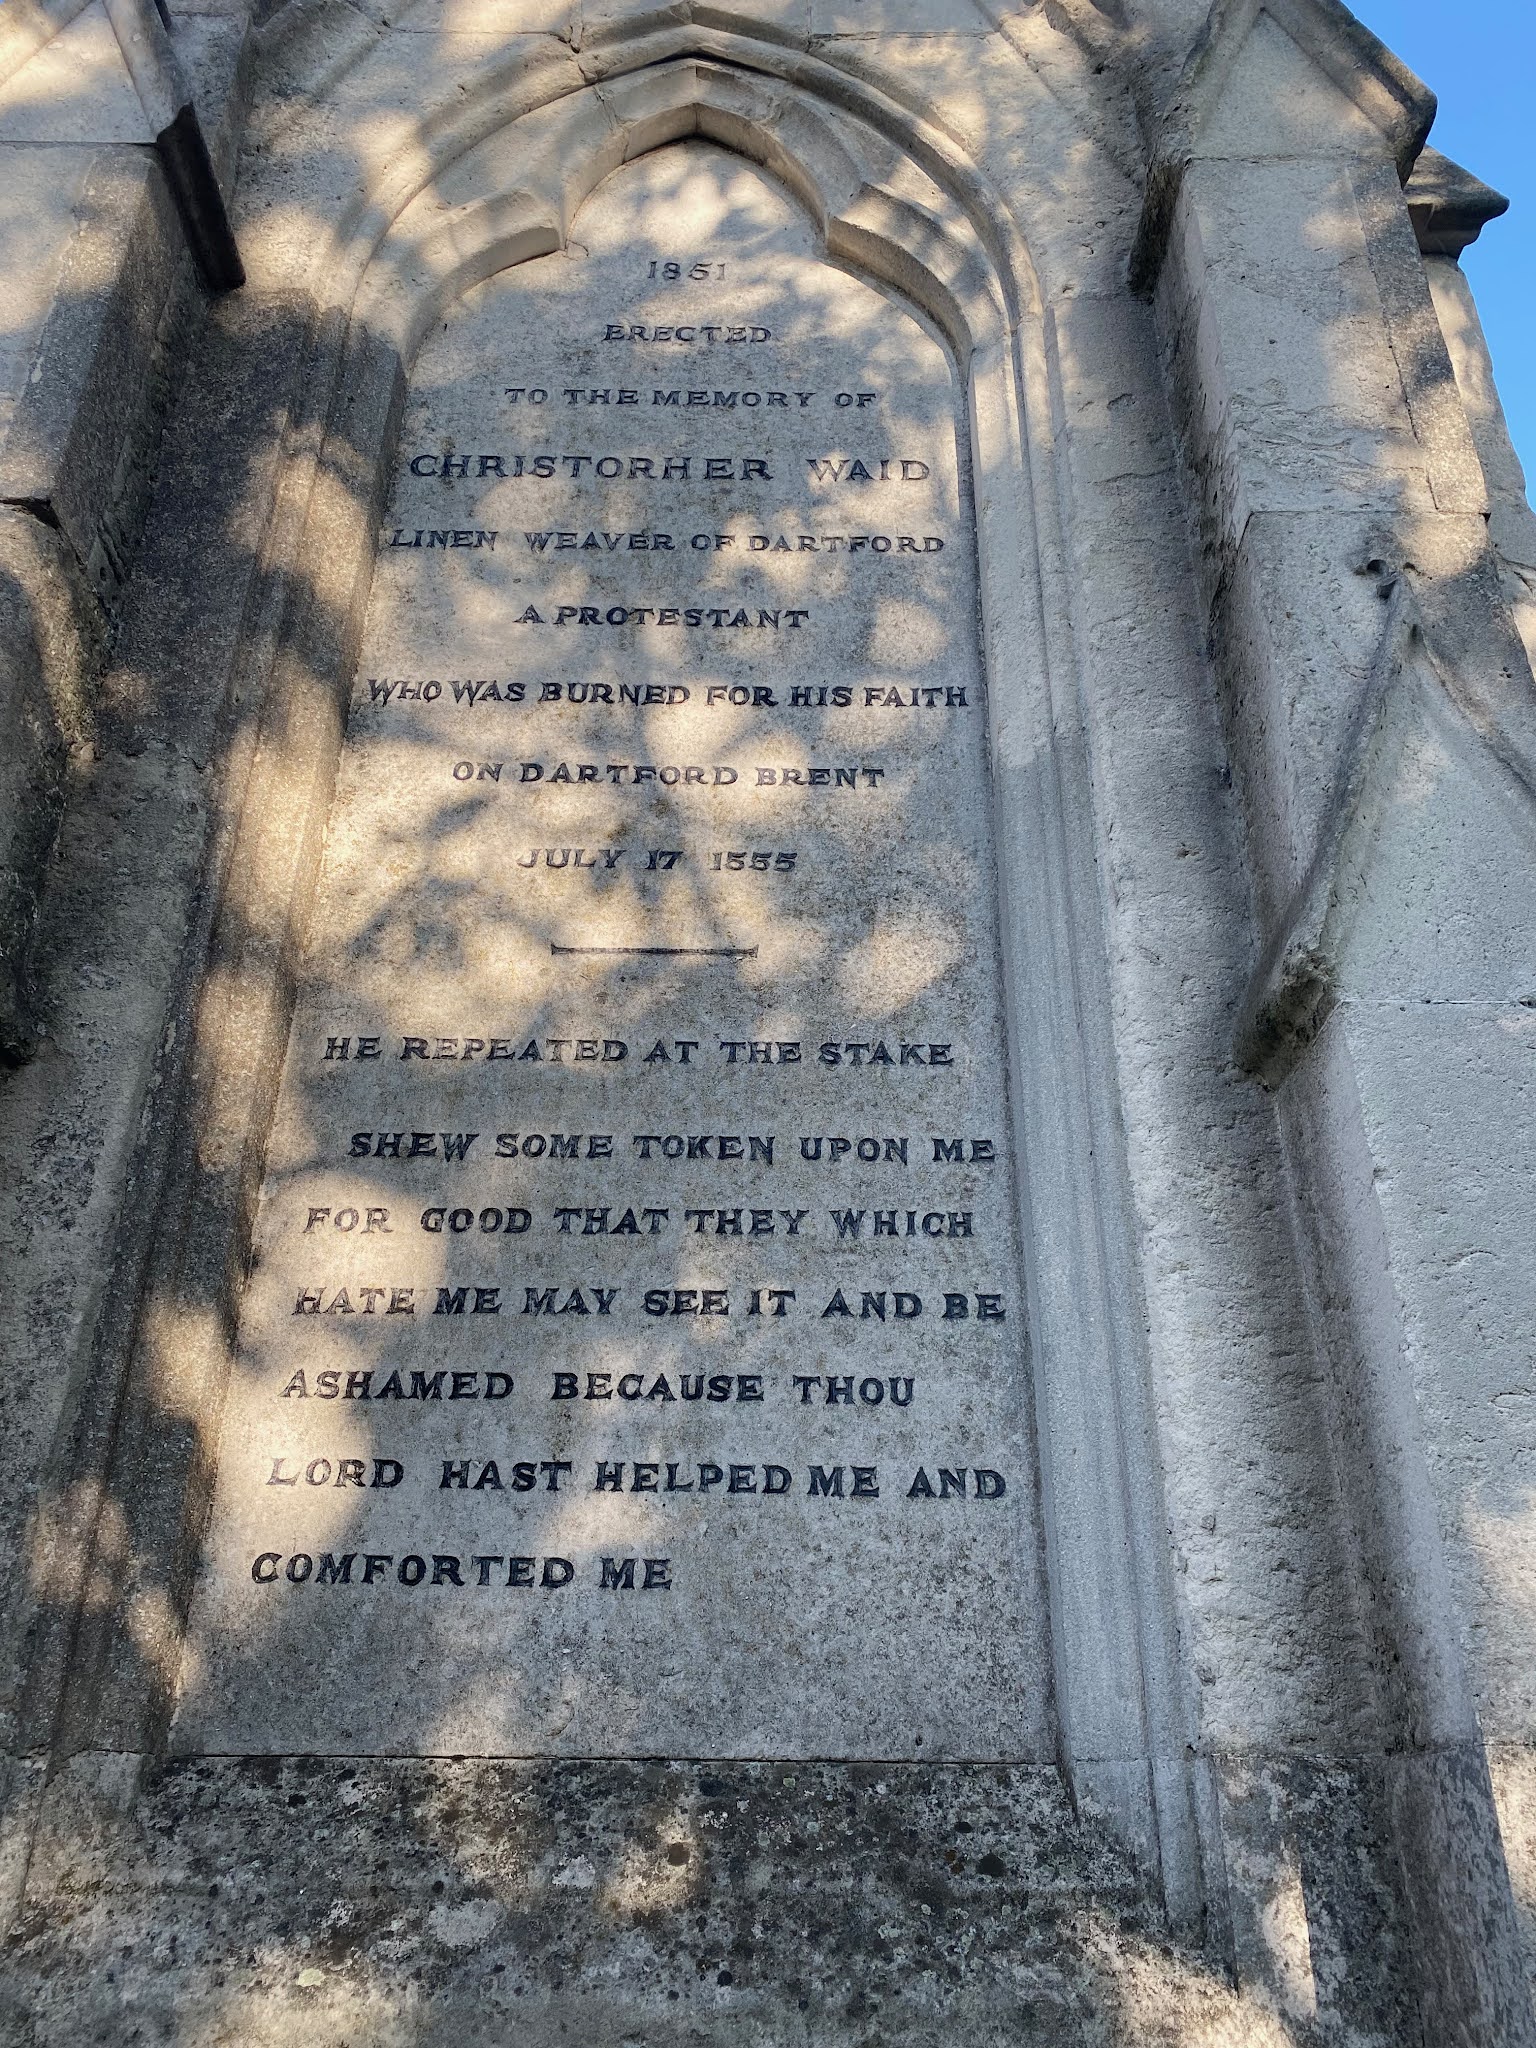 1851
ERECTED
TO THE MEMORY OF
CHRISTORHER WAID
LINEN WEAVER OF DARTFORD
A PROTESTANT
WHO WAS BURNED FOR HIS FAITH
ON DARTFORD BRENT
JULY 17 1555
HE REPEATED AT THE STAKE
SHEW SOME TOKEN UPON ME
FOR GOOD THAT THEY WHICH
HATE ME MAY SEE IT AND BE
ASHAMED BECAUSE THOU
LORD HAST HELPED ME AND
COMFORTED ME